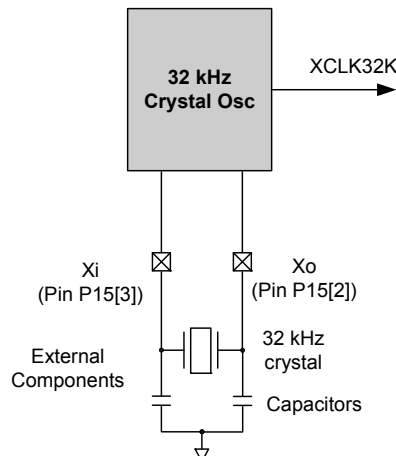 32 kHz
Crystal Osc
XCLK32K
Xi
(Pin P15[3])
Xo
(Pin P15[2])
External
Components
32 kHz
crystal
Capacitors